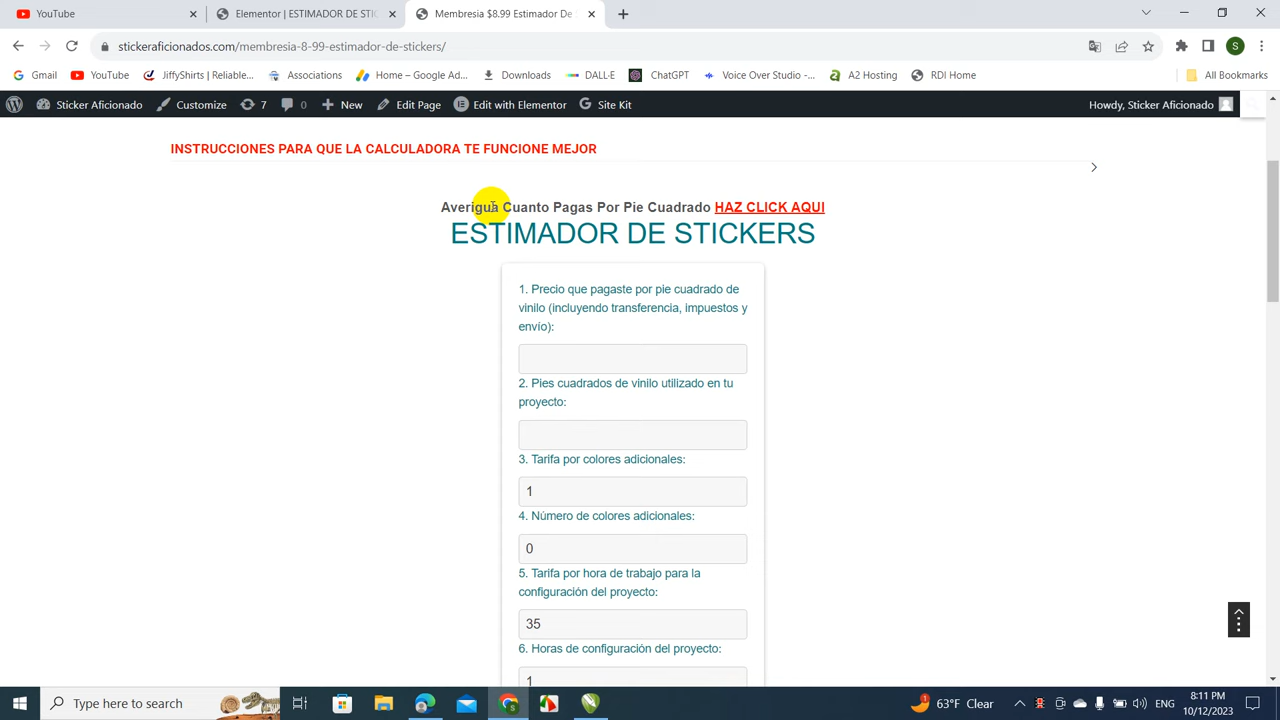 YouTube
Elementor | ESTIMADOR DE STIC
Membresia $8.99 Estimador De S
stickeraficionados.com/membresia-8-99-estimador-de-stickers/
S
Gmail
YouTube
JiffyShirts | Reliable...
Associations
Home – Google Ad...
Downloads
DALL·E
ChatGPT
Voice Over Studio -...
A2 Hosting
RDI Home
All Bookmarks
Sticker Aficionado
Customize
7
0
New
Edit Page
Edit with Elementor
Site Kit
Howdy, Sticker Aficionado
INSTRUCCIONES PARA QUE LA CALCULADORA TE FUNCIONE MEJOR
Averigua Cuanto Pagas Por Pie Cuadrado HAZ CLICK AQUI
ESTIMADOR DE STICKERS
1. Precio que pagaste por pie cuadrado de
vinilo (incluyendo transferencia, impuestos y
envío):
2. Pies cuadrados de vinilo utilizado en tu
proyecto:
3. Tarifa por colores adicionales:
1
4. Número de colores adicionales:
0
5. Tarifa por hora de trabajo para la
configuración del proyecto:
35
6. Horas de configuración del proyecto:
1
Type here to search
1
63°F Clear
ENG
8:11 PM
10/12/2023